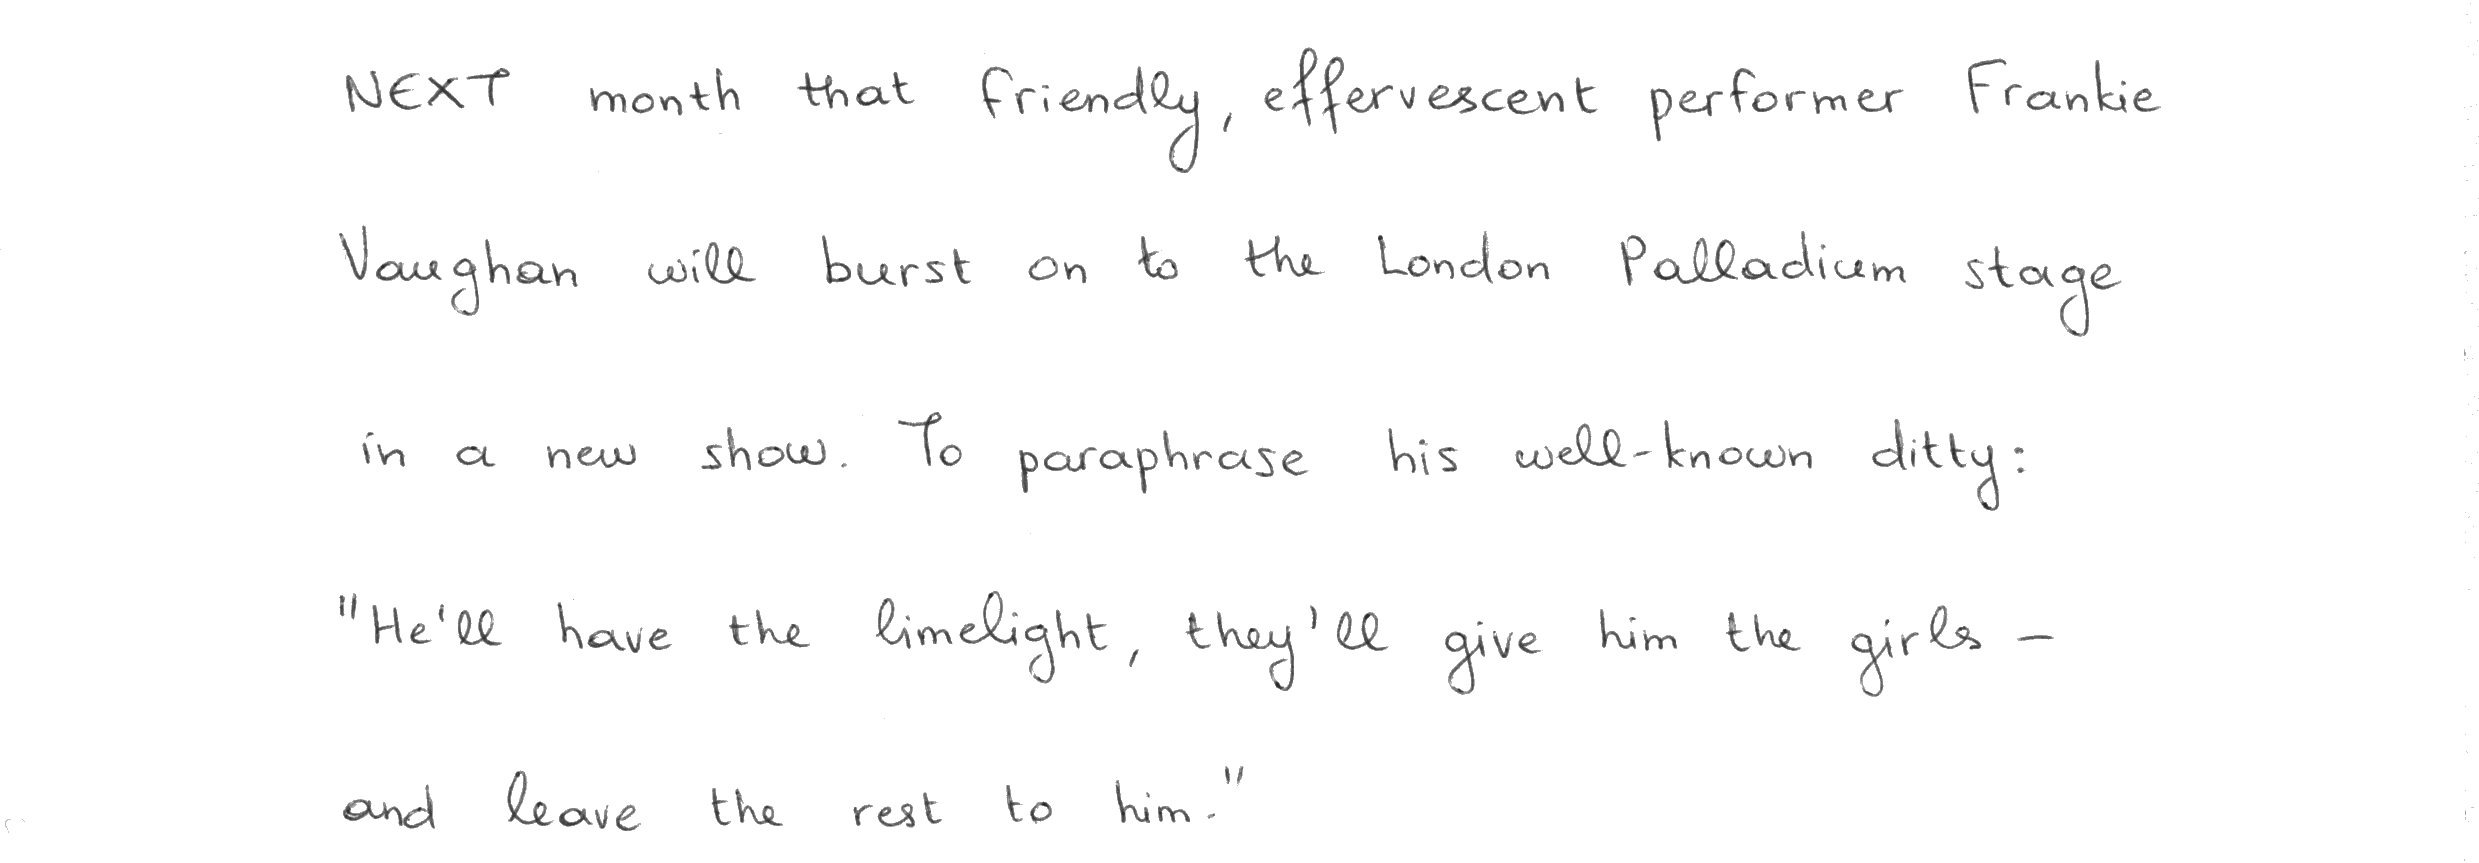 NEXT month that friendly, effervescent performer Frankie
Vaughan will burst on to the London Palladium stage
in a new show. To paraphrase his well-known ditty:
"He'll have the limelight, they'll give him the girls -
and leave the rest to him."